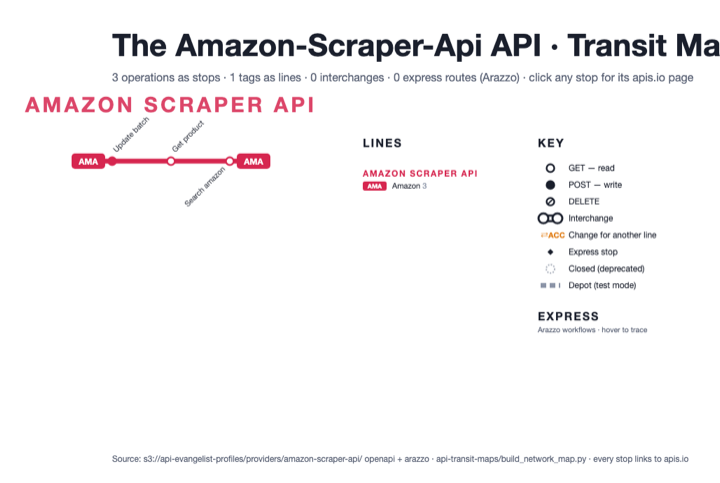 The Amazon-Scraper-Api API · Transit Ma
3 operations as stops · 1 tags as lines · 0 interchanges · 0 express routes (Arazzo) · click any stop for its apis.io page
AMAZON SCRAPER API
Update batch
Get product
AMA
AMA
Search amazon
LINES
AMAZON SCRAPER API
AMA Amazon 3
KEY
GET — read
POST — write
DELETE
Interchange
⇄ACC Change for another line
Express stop
Closed (deprecated)
Depot (test mode)
EXPRESS
Arazzo workflows · hover to trace
Source: s3://api-evangelist-profiles/providers/amazon-scraper-api/ openapi + arazzo · api-transit-maps/build_network_map.py · every stop links to apis.io